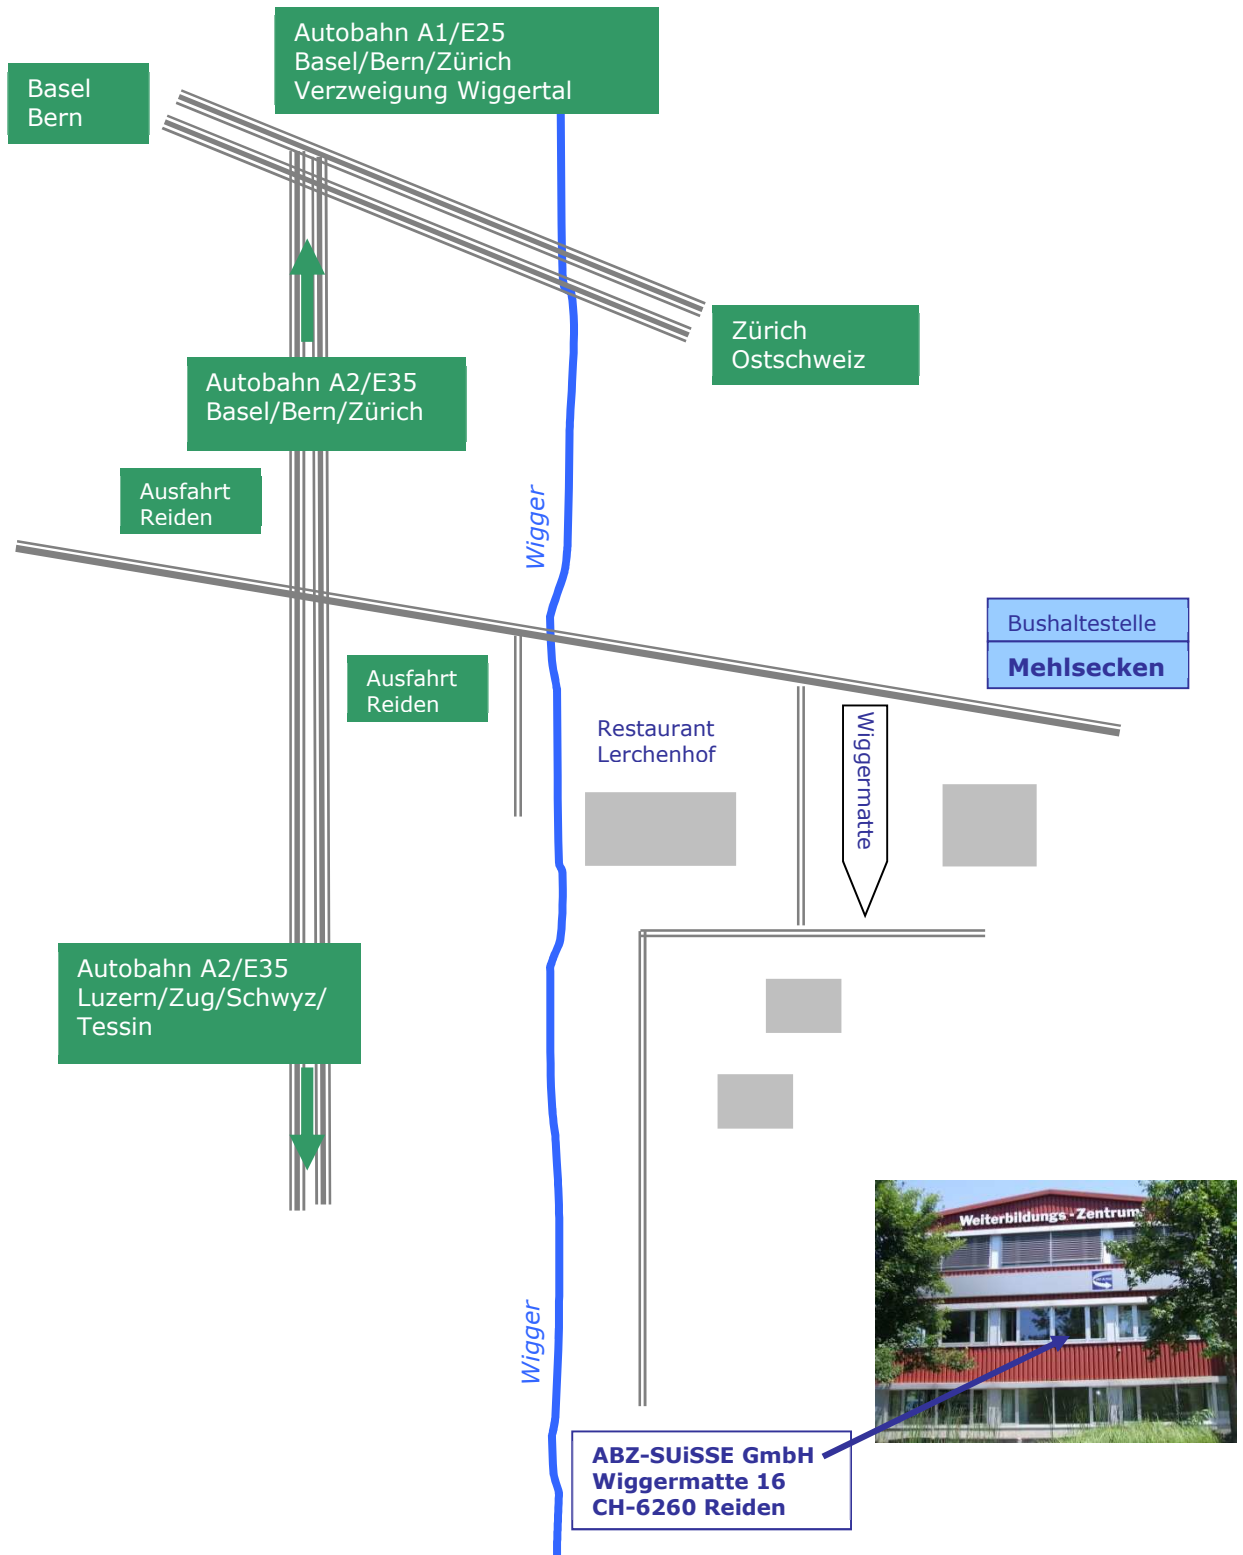 Autobahn A1/E25
Basel/Bern/Zürich
Verzweigung Wiggertal
Basel
Bern
Zürich
Ostschweiz
Autobahn A2/E35
Basel/Bern/Zürich
Ausfahrt
Reiden
Wigger
Bushaltestelle
Mehlsecken
Ausfahrt
Reiden
Restaurant
Lerchenhof
Wiggermatte
Autobahn A2/E35
Luzern/Zug/Schwyz/
Tessin
Weiterbildungs-Zentrum
Wigger
ABZ-SUiSSE GmbH
Wiggermatte 16
CH-6260 Reiden